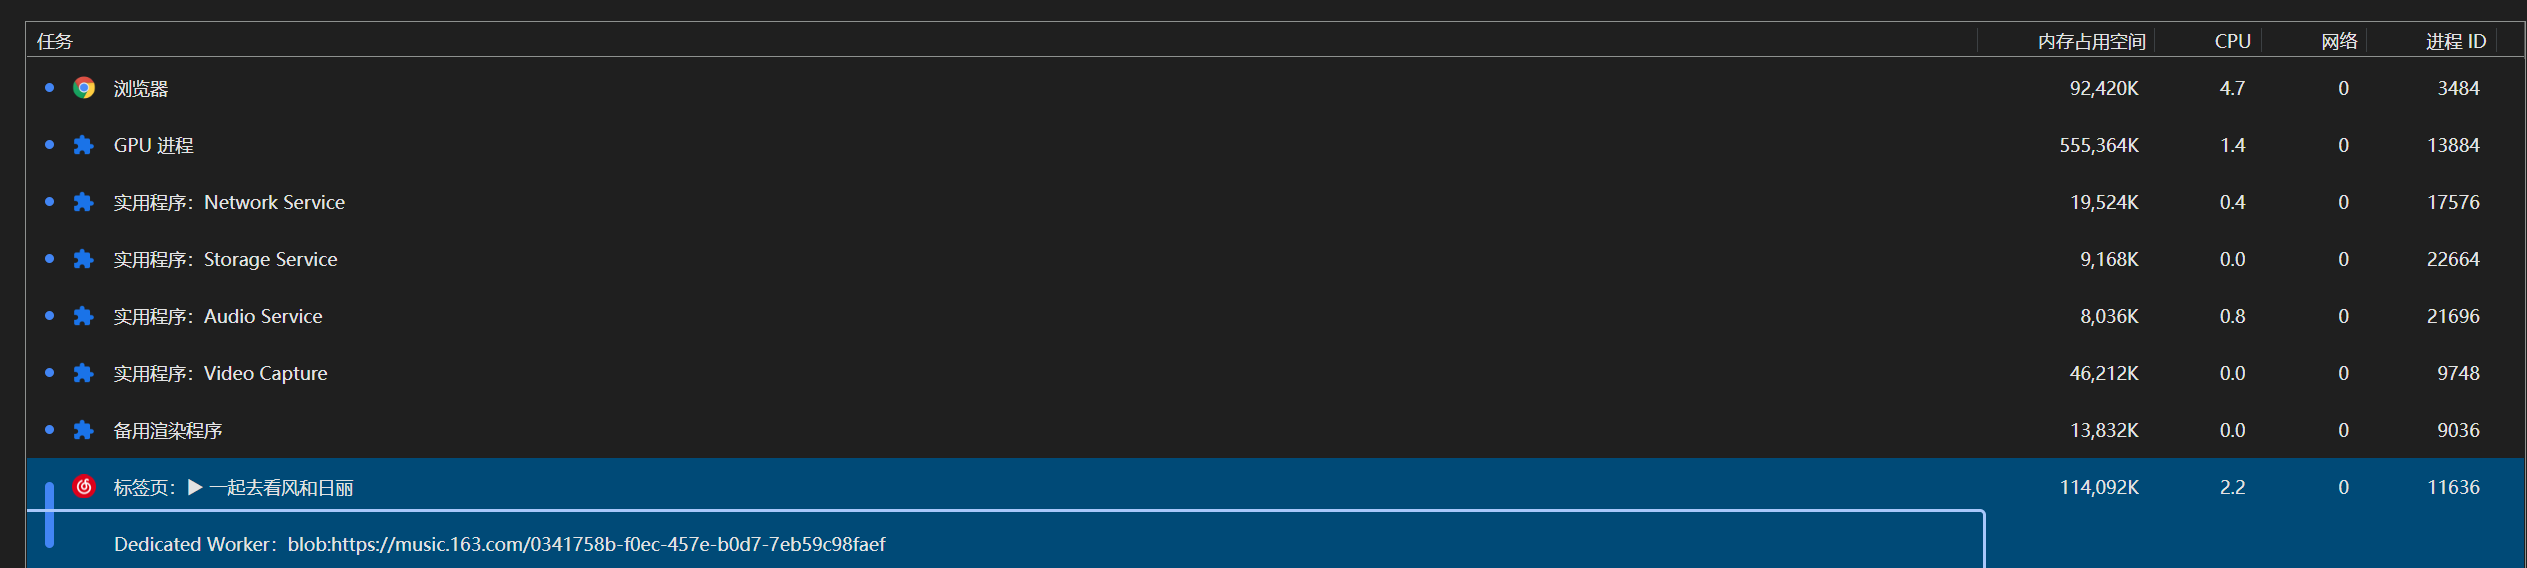 任务 内存占用空间 CPU 网络 进程 ID
浏览器 92,420K 4.7 0 3484
GPU 进程 555,364K 1.4 0 13884
实用程序：Network Service 19,524K 0.4 0 17576
实用程序：Storage Service 9,168K 0.0 0 22664
实用程序：Audio Service 8,036K 0.8 0 21696
实用程序：Video Capture 46,212K 0.0 0 9748
备用渲染程序 13,832K 0.0 0 9036
标签页：▶ 一起去看风和日丽 114,092K 2.2 0 11636
Dedicated Worker：blob:https://music.163.com/0341758b-f0ec-457e-b0d7-7eb59c98faef